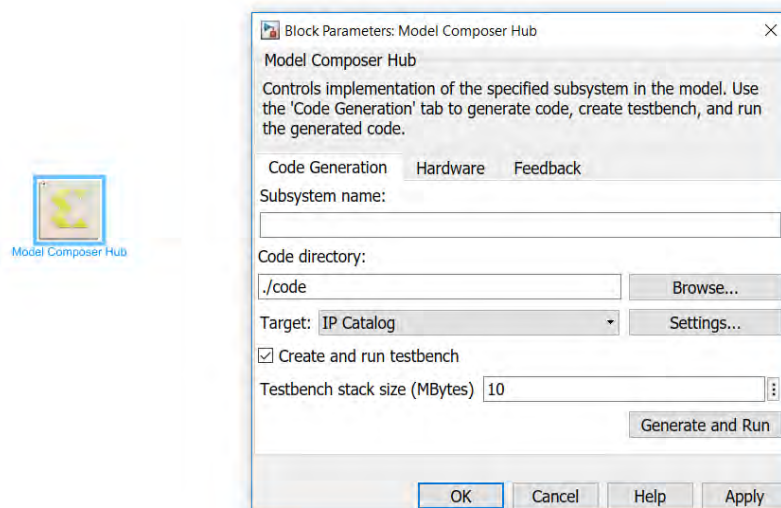 Block Parameters: Model Composer Hub
Model Composer Hub
Controls implementation of the specified subsystem in the model. Use
the 'Code Generation' tab to generate code, create testbench, and run
the generated code.
Code Generation Hardware Feedback
Subsystem name:
Model Composer Hub
Code directory:
./code Browse...
Target: IP Catalog Settings...
Create and run testbench
Testbench stack size (MBytes) 10
Generate and Run
OK Cancel Help Apply